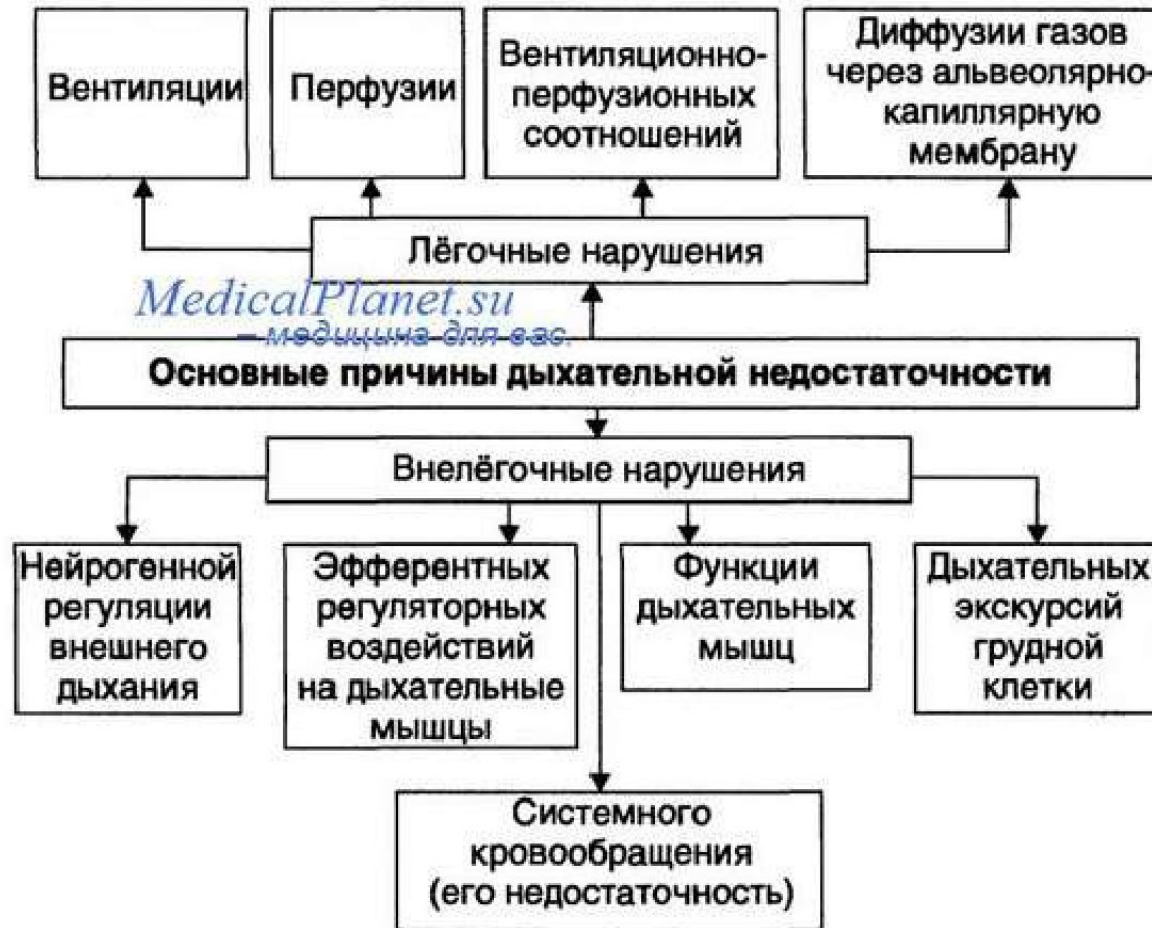 Вентиляции
Перфузии
Вентиляционно-
перфузионных
соотношений
Диффузии газов
через альвеолярно-
капиллярную
мембрану
Лёгочные нарушения
MedicalPlanet.su
– медицина для вас.
Основные причины дыхательной недостаточности
Внелёгочные нарушения
Нейрогенной
регуляции
внешнего
дыхания
Эфферентных
регуляторных
воздействий
на дыхательные
мышцы
Функции
дыхательных
мышц
Дыхательных
экскурсий
грудной
клетки
Системного
кровообращения
(его недостаточность)